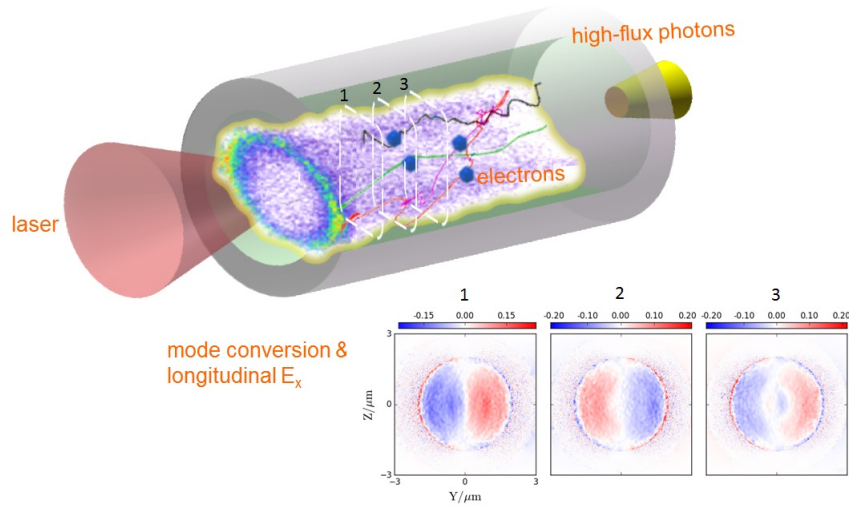 high-flux photons
1 2 3
electrons
laser
mode conversion &
longitudinal Eₓ
1 2 3
-0.15 0.00 0.15 -0.20 -0.10 0.00 0.10 0.20 -0.20 -0.10 0.00 0.10 0.20
3
Z/μm
0
-3
-3 0 3
Y/μm